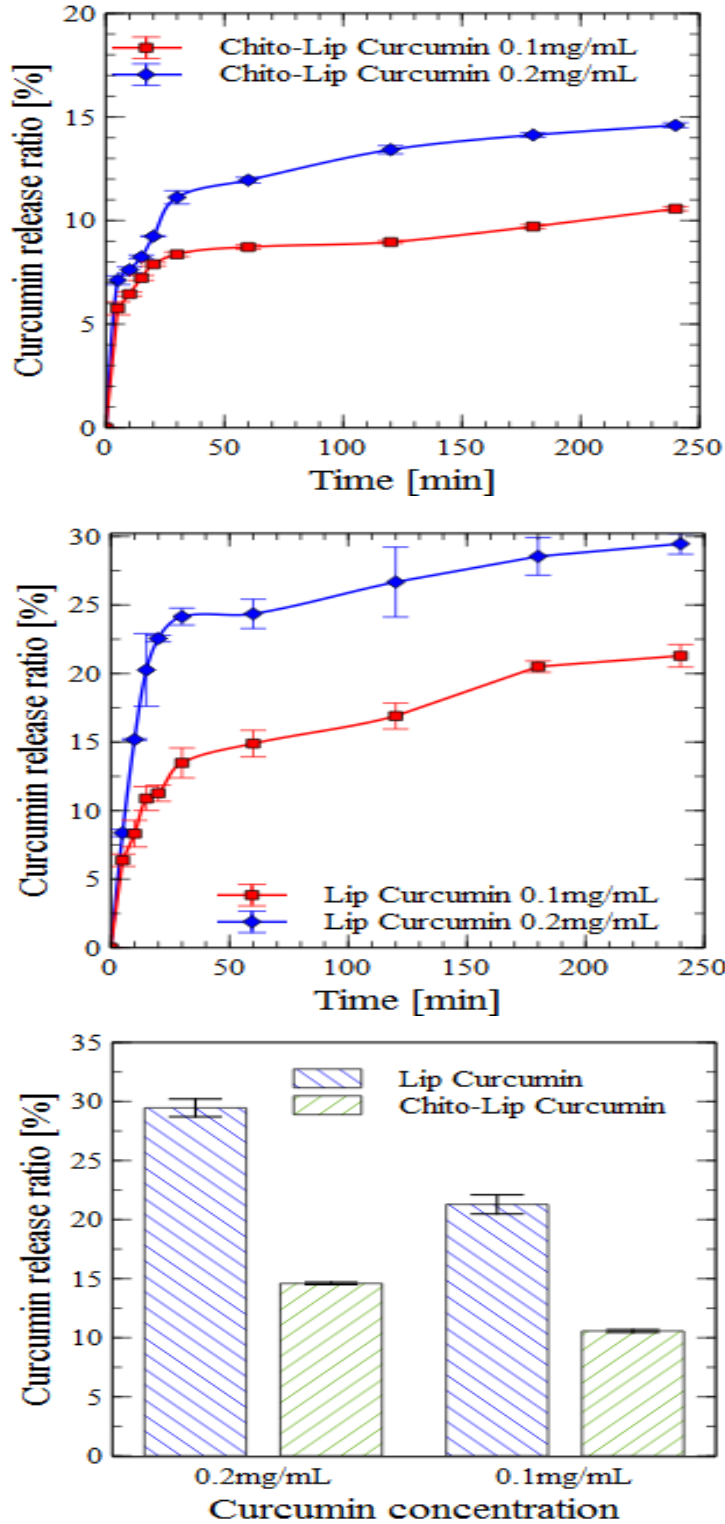 20
15
10
5
0
Curcumin release ratio [%]
Chito-Lip Curcumin 0.1mg/mL
Chito-Lip Curcumin 0.2mg/mL
0 50 100 150 200 250
Time [min]
30
25
20
15
10
5
0
Curcumin release ratio [%]
Lip Curcumin 0.1mg/mL
Lip Curcumin 0.2mg/mL
0 50 100 150 200 250
Time [min]
35
30
25
20
15
10
5
0
Curcumin release ratio [%]
Lip Curcumin
Chito-Lip Curcumin
0.2mg/mL 0.1mg/mL
Curcumin concentration